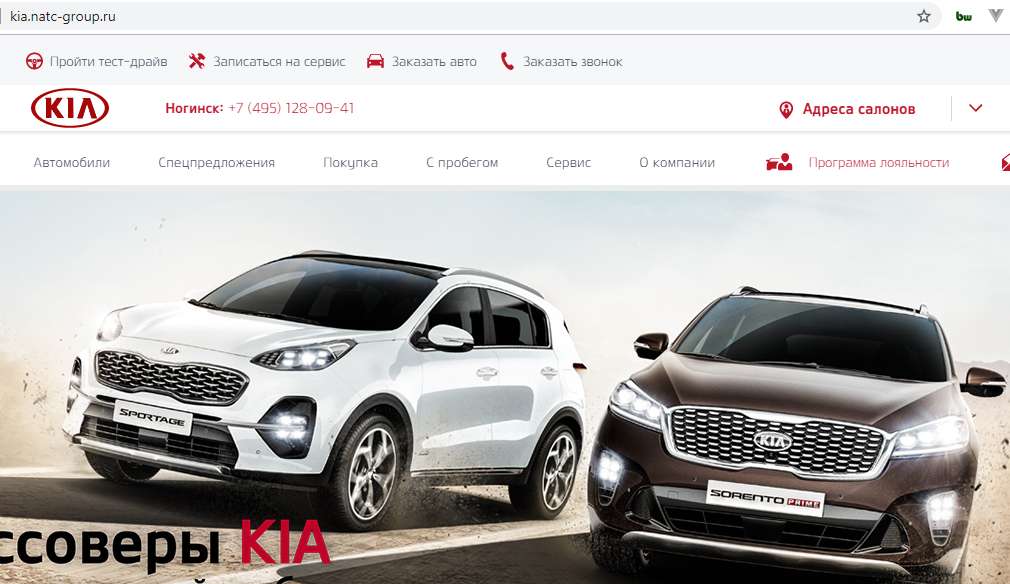 kia.natc-group.ru
bw
Пройти тест-драйв Записаться на сервис Заказать авто Заказать звонок
KIA Ногинск: +7 (495) 128-09-41 Адреса салонов
Автомобили Спецпредложения Покупка С пробегом Сервис О компании Программа лояльности
KIA
SPORTAGE
KIA
SORENTO PRIME
ссоверы KIA